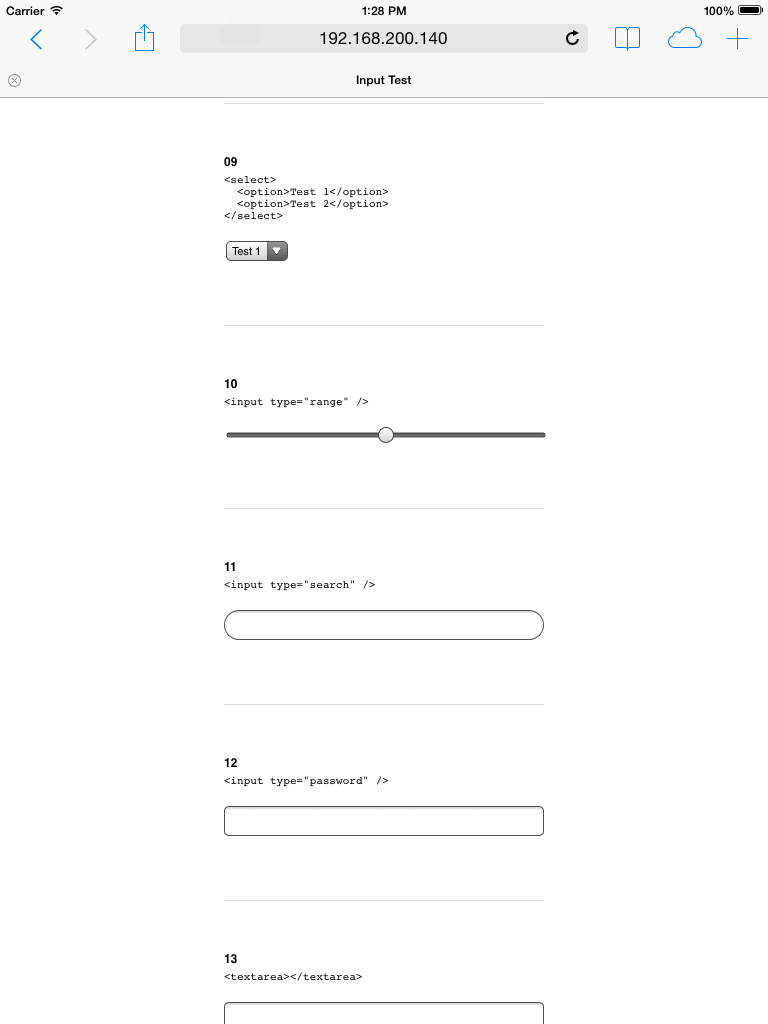 Carrier 1:28 PM 100%
192.168.200.140
Input Test
09
<select>
  <option>Test 1</option>
  <option>Test 2</option>
</select>
Test 1
10
<input type="range" />
11
<input type="search" />
12
<input type="password" />
13
<textarea></textarea>